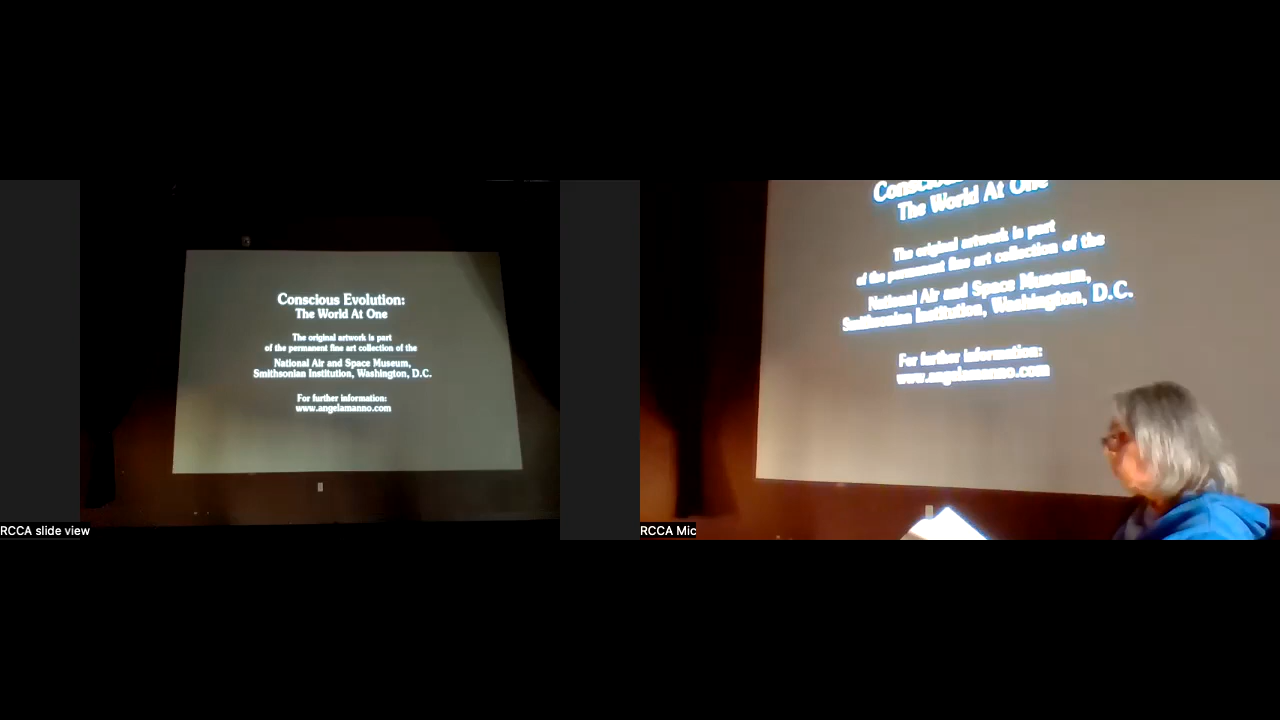 Conscious Evolution:
The World At One
The original artwork is part
of the permanent fine art collection of the
National Air and Space Museum,
Smithsonian Institution, Washington, D.C.
For further information:
www.angelamanno.com
RCCA slide view
Conscious
The World At One
The original artwork is part
of the permanent fine art collection of the
National Air and Space Museum,
Smithsonian Institution, Washington, D.C.
For further information:
www.angelamanno.com
RCCA Mic